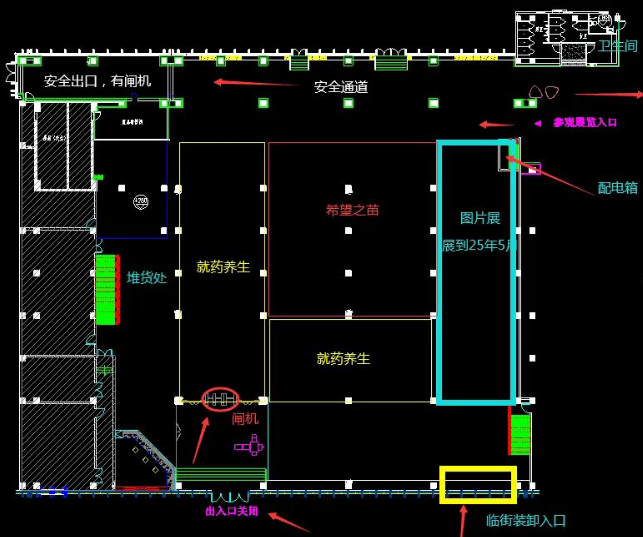 卫生间
安全出口，有闸机
安全通道
参观展览入口
配电箱
希望之苗
图片展
展到25年5月
就药养生
堆货处
就药养生
闸机
出入口关闭
临街装卸入口